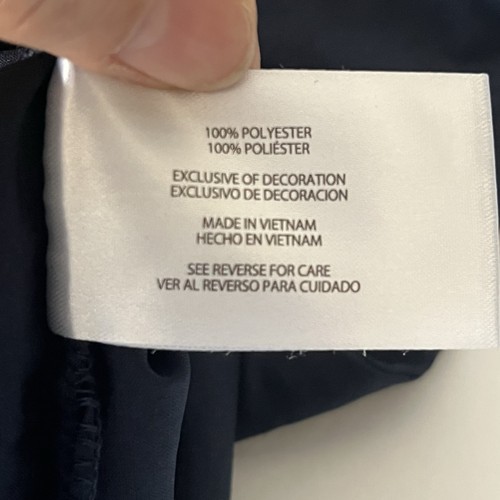 100% POLYESTER
100% POLIÉSTER
EXCLUSIVE OF DECORATION
EXCLUSIVO DE DECORACION
MADE IN VIETNAM
HECHO EN VIETNAM
SEE REVERSE FOR CARE
VER AL REVERSO PARA CUIDADO